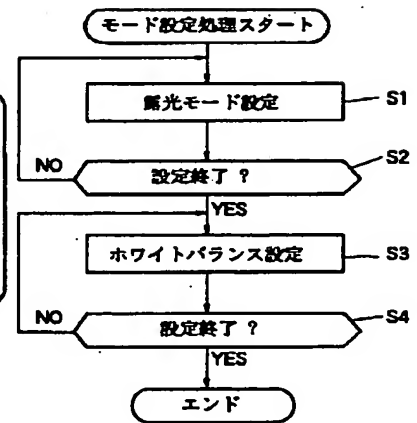 モード設定処理スタート
露光モード設定
S1
NO
設定終了 ?
S2
YES
ホワイトバランス設定
S3
NO
設定終了 ?
S4
YES
エンド